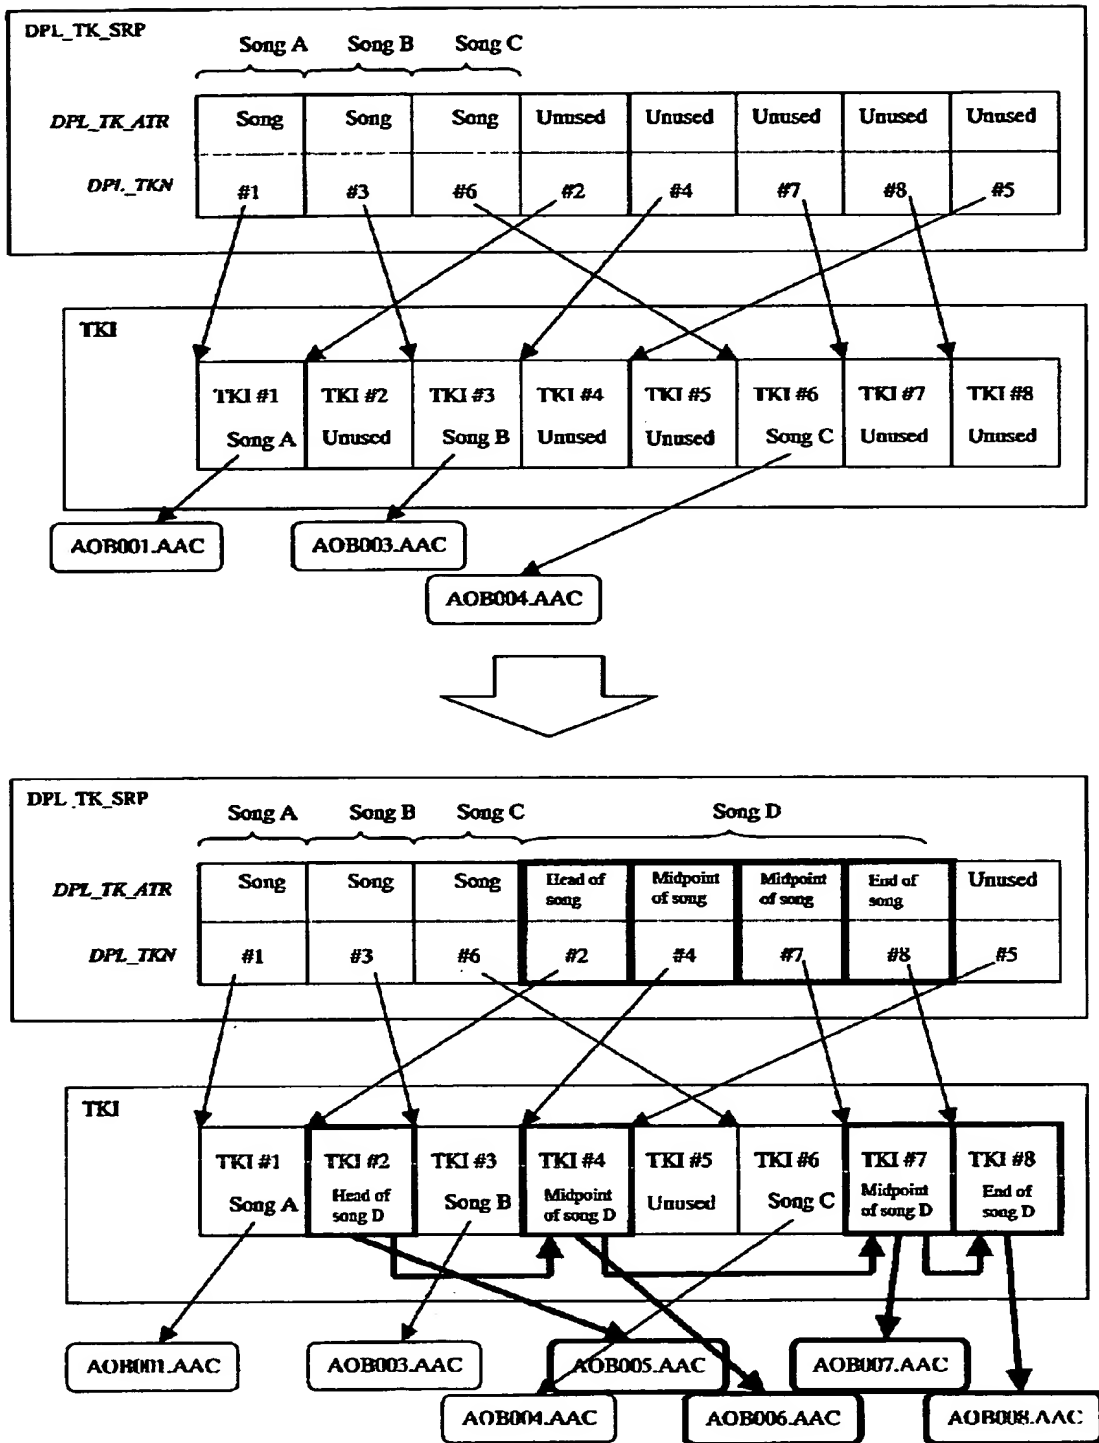 DPL_TK_SRP
Song A Song B Song C
DPL_TK_ATR Song Song Song Unused Unused Unused Unused Unused
DPL_TKN #1 #3 #6 #2 #4 #7 #8 #5
TKI
TKI #1 TKI #2 TKI #3 TKI #4 TKI #5 TKI #6 TKI #7 TKI #8
Song A Unused Song B Unused Unused Song C Unused Unused
AOB001.AAC AOB003.AAC
AOB004.AAC
DPL_TK_SRP
Song A Song B Song C Song D
DPL_TK_ATR Song Song Song Head of song Midpoint of song Midpoint of song End of song Unused
DPL_TKN #1 #3 #6 #2 #4 #7 #8 #5
TKI
TKI #1 TKI #2 TKI #3 TKI #4 TKI #5 TKI #6 TKI #7 TKI #8
Song A Head of song D Song B Midpoint of song D Unused Song C Midpoint of song D End of song D
AOB001.AAC AOB003.AAC AOB005.AAC AOB007.AAC
AOB004.AAC AOB006.AAC AOB008.AAC